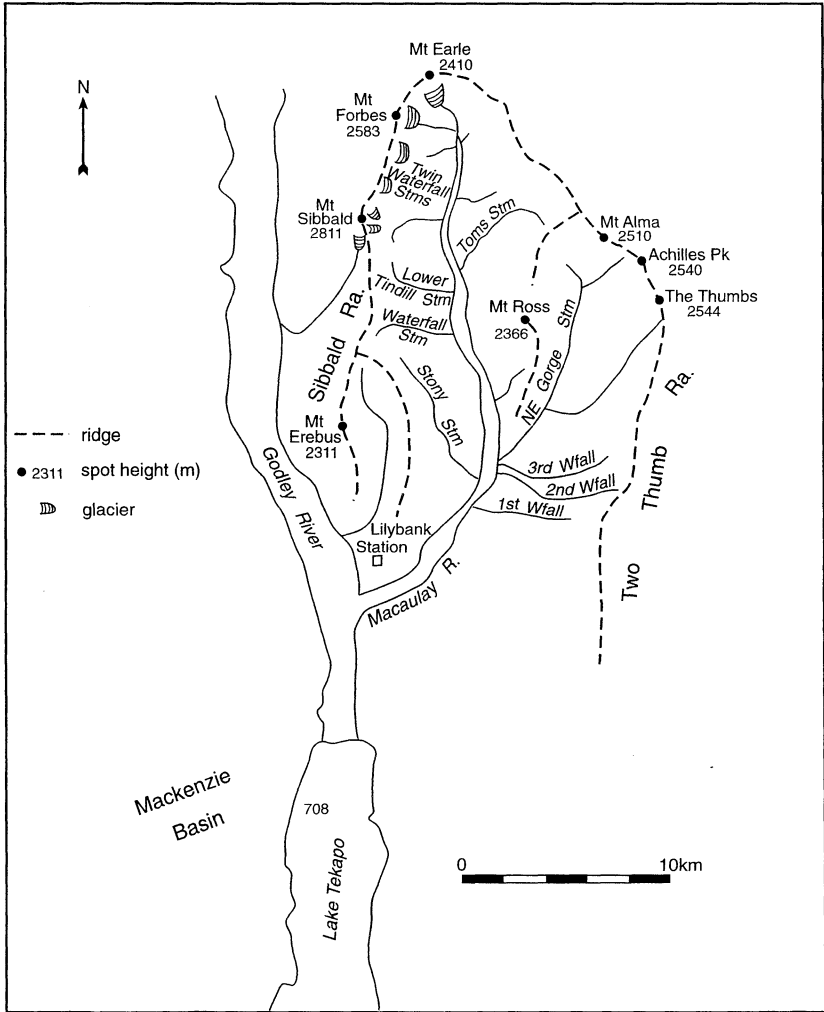 Mt Earle
2410
N
Mt
Forbes
2583
Twin
Waterfall
Stms
Mt
Sibbald
2811
Toms Stm
Mt Alma
2510
Achilles Pk
2540
The Thumbs
2544
Lower
Tindill Stm
Waterfall
Stm
Mt Ross
2366
NE Gorge Stm
Sibbald Ra.
Stony
Stm
Mt
Erebus
2311
Two Thumb Ra.
ridge
2311 spot height (m)
glacier
Godley
River
3rd Wfall
2nd Wfall
1st Wfall
Lilybank
Station
Macaulay R.
Mackenzie
Basin
708
Lake Tekapo
0 10km